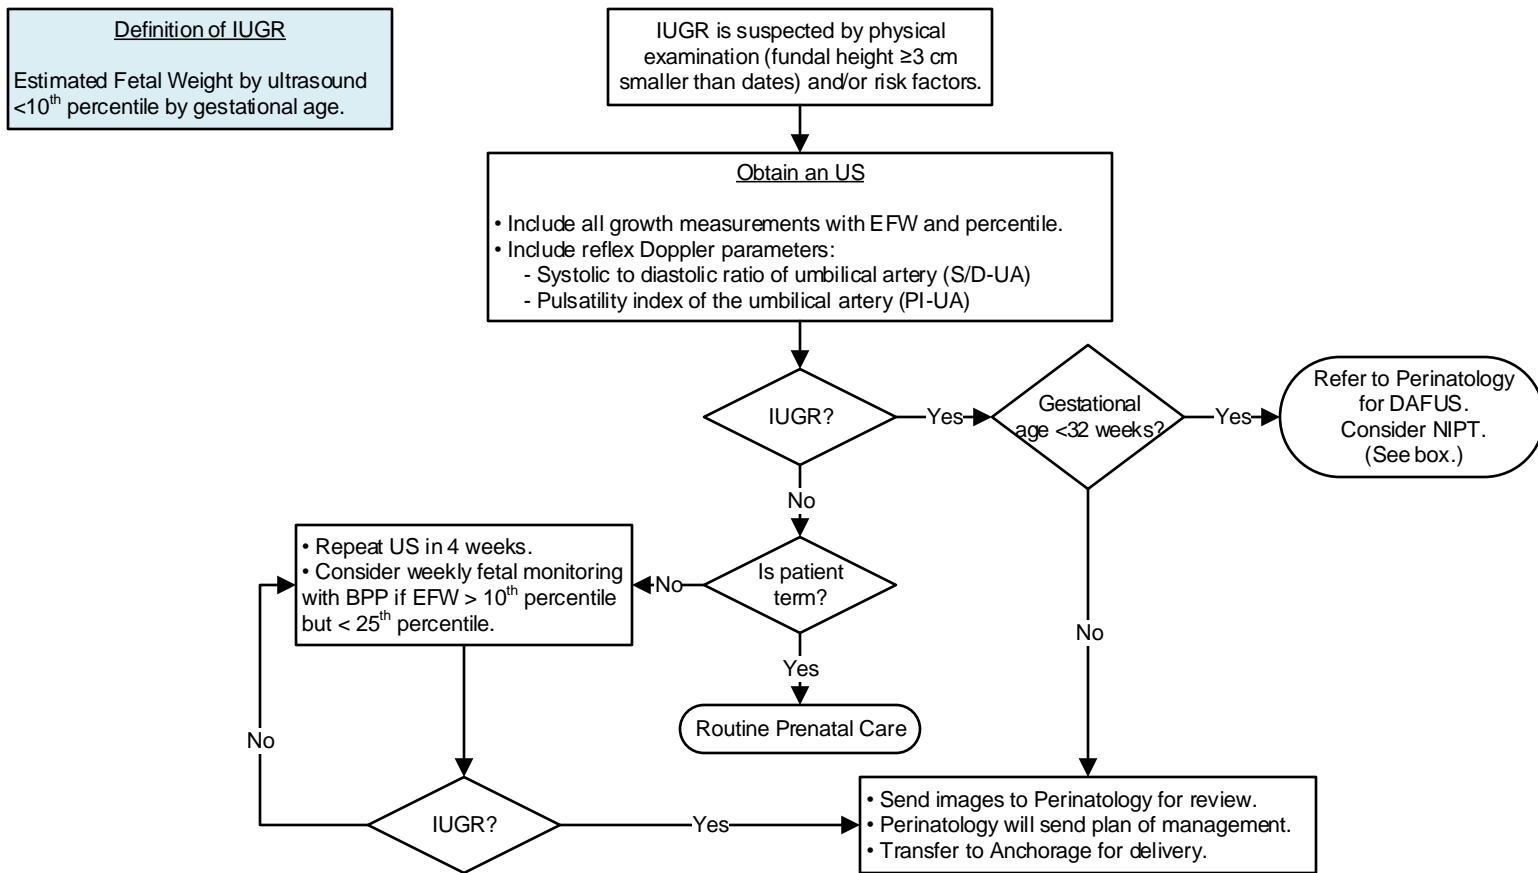 Definition of IUGR
Estimated Fetal Weight by ultrasound
<10th percentile by gestational age.
IUGR is suspected by physical
examination (fundal height ≥3 cm
smaller than dates) and/or risk factors.
Obtain an US
• Include all growth measurements with EFW and percentile.
• Include reflex Doppler parameters:
- Systolic to diastolic ratio of umbilical artery (S/D-UA)
- Pulsatility index of the umbilical artery (PI-UA)
IUGR?
Yes
Gestational
age <32 weeks?
Yes
Refer to Perinatology
for DAFUS.
Consider NIPT.
(See box.)
No
• Repeat US in 4 weeks.
• Consider weekly fetal monitoring
with BPP if EFW > 10th percentile
but < 25th percentile.
No
Is patient
term?
No
Yes
Routine Prenatal Care
No
IUGR?
Yes
• Send images to Perinatology for review.
• Perinatology will send plan of management.
• Transfer to Anchorage for delivery.